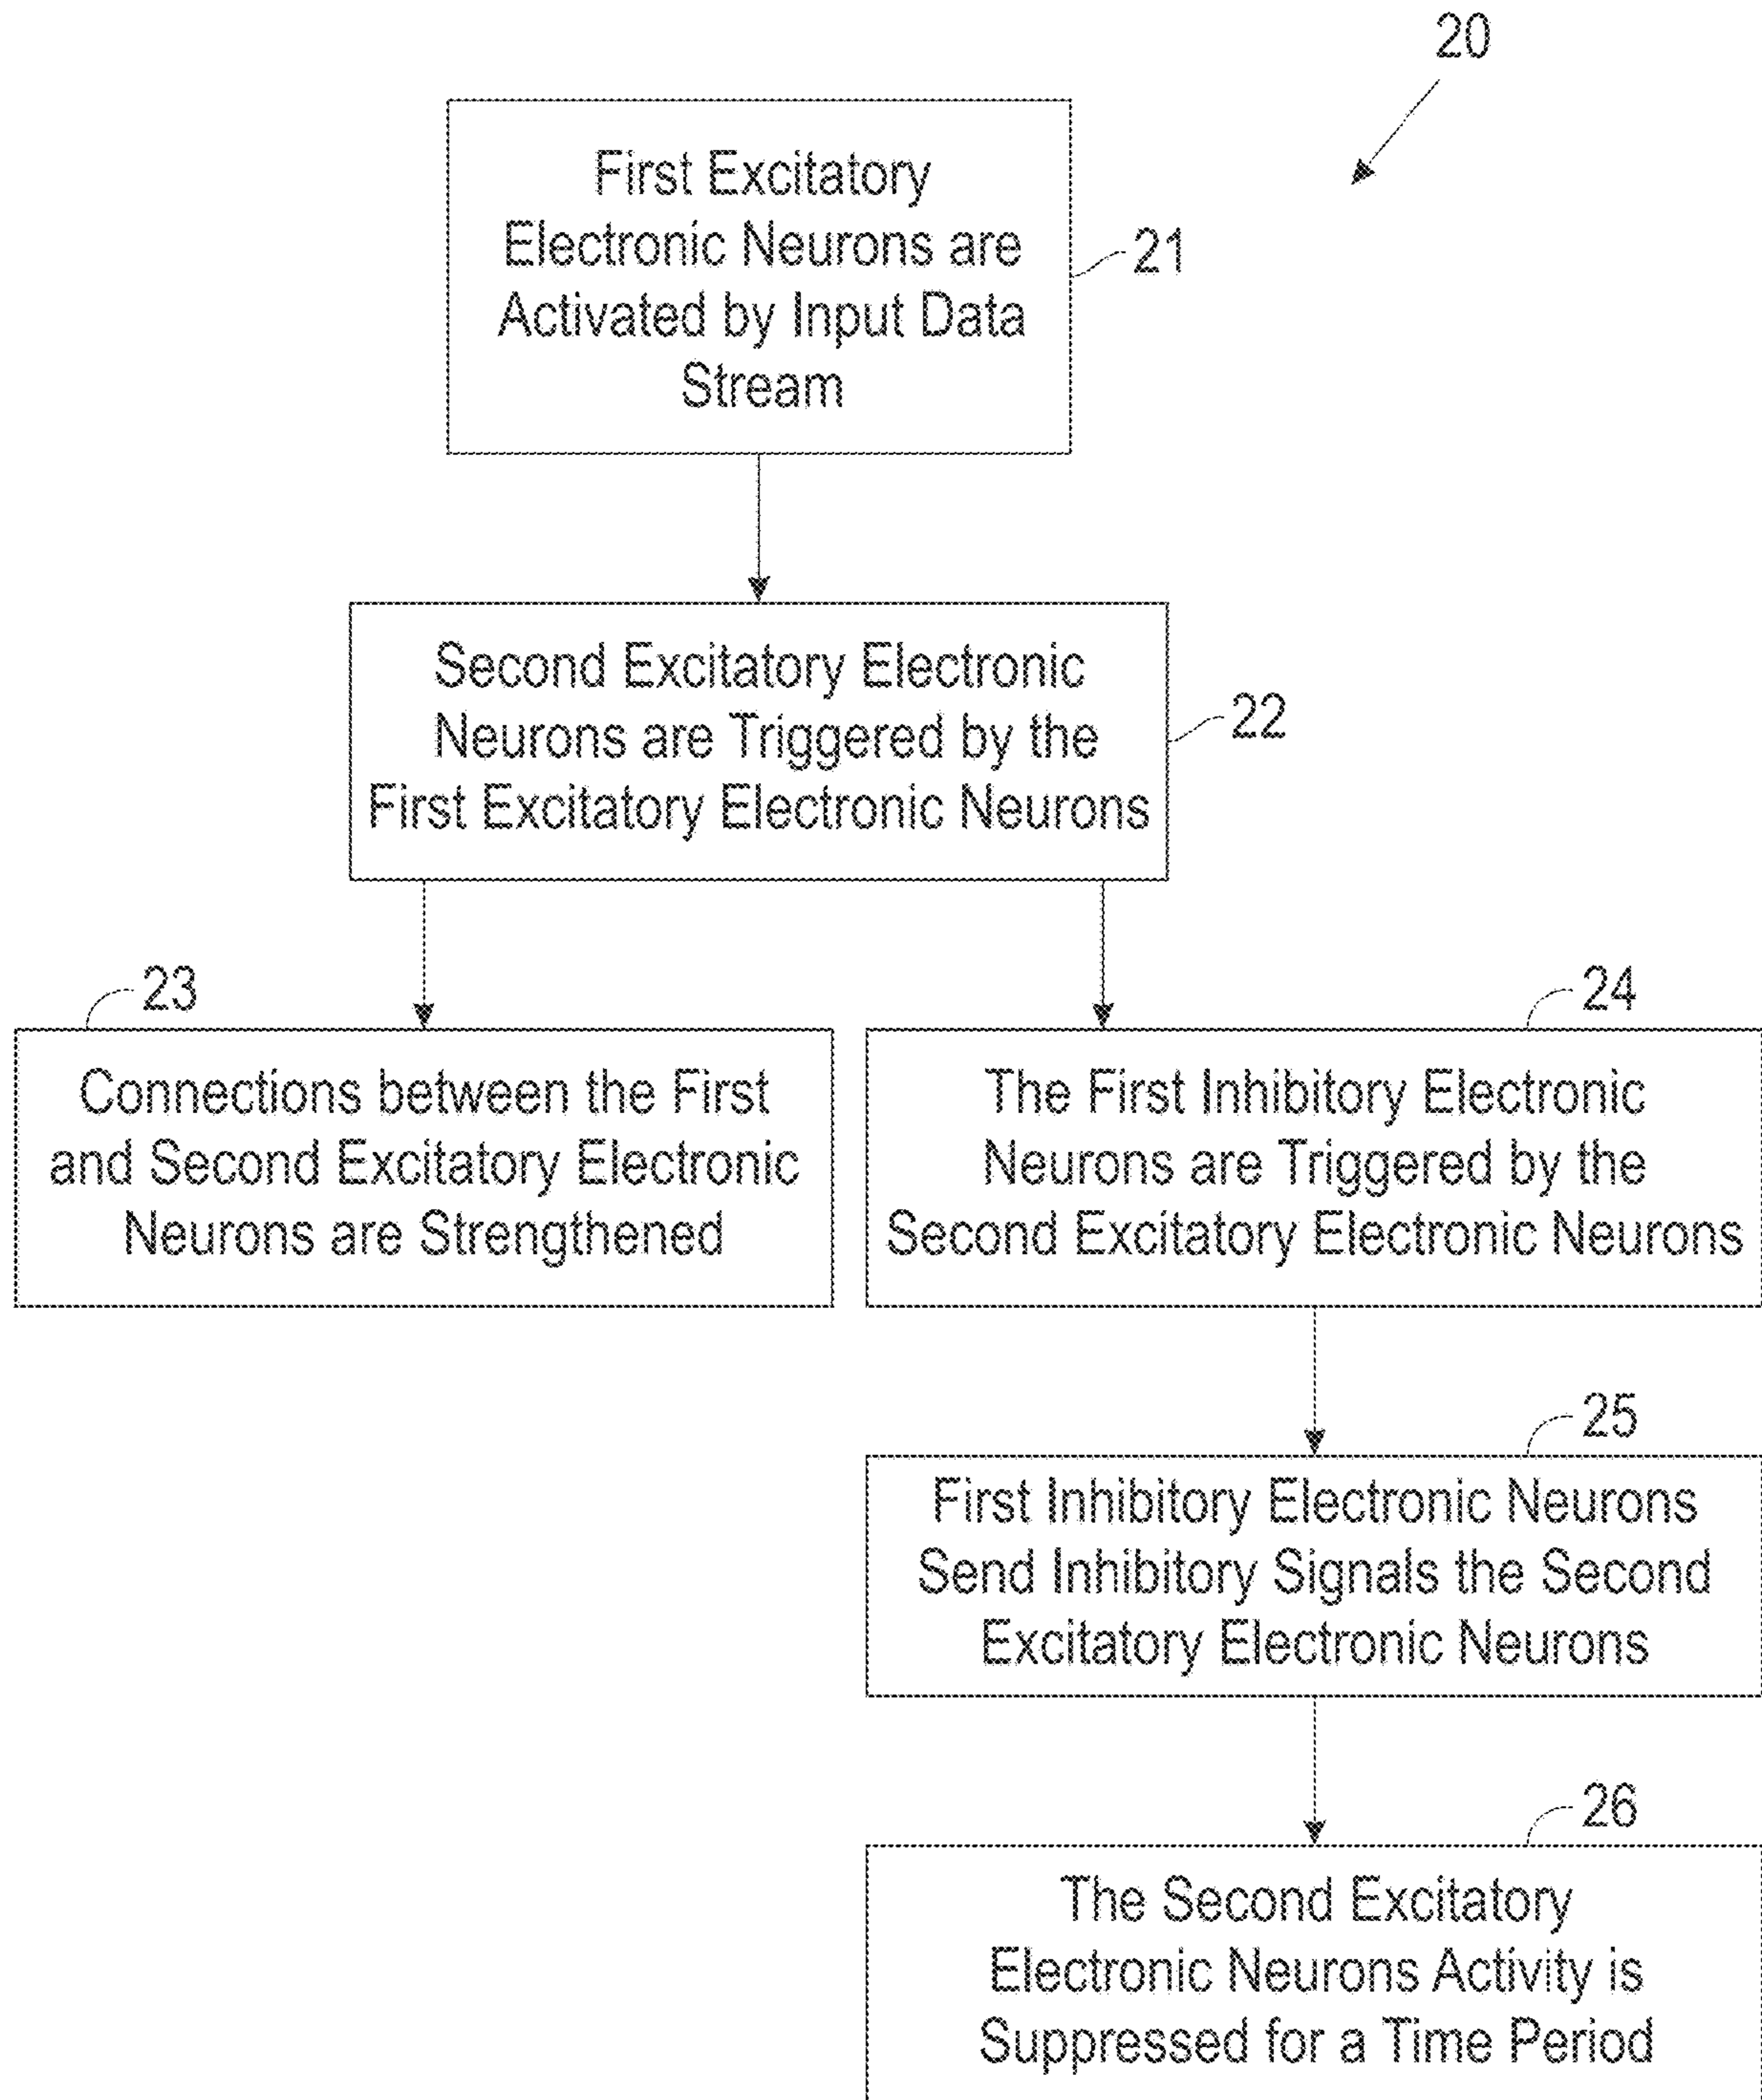 20
First Excitatory
Electronic Neurons are
Activated by Input Data
Stream
21
Second Excitatory Electronic
Neurons are Triggered by the
First Excitatory Electronic Neurons
22
23
Connections between the First
and Second Excitatory Electronic
Neurons are Strengthened
24
The First Inhibitory Electronic
Neurons are Triggered by the
Second Excitatory Electronic Neurons
25
First Inhibitory Electronic Neurons
Send Inhibitory Signals the Second
Excitatory Electronic Neurons
26
The Second Excitatory
Electronic Neurons Activity is
Suppressed for a Time Period